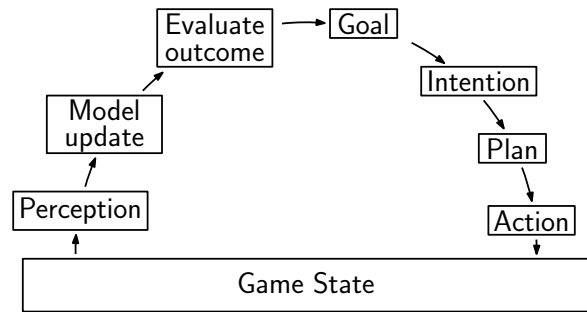 Evaluate
outcome
Goal
Intention
Model
update
Plan
Perception
Action
Game State